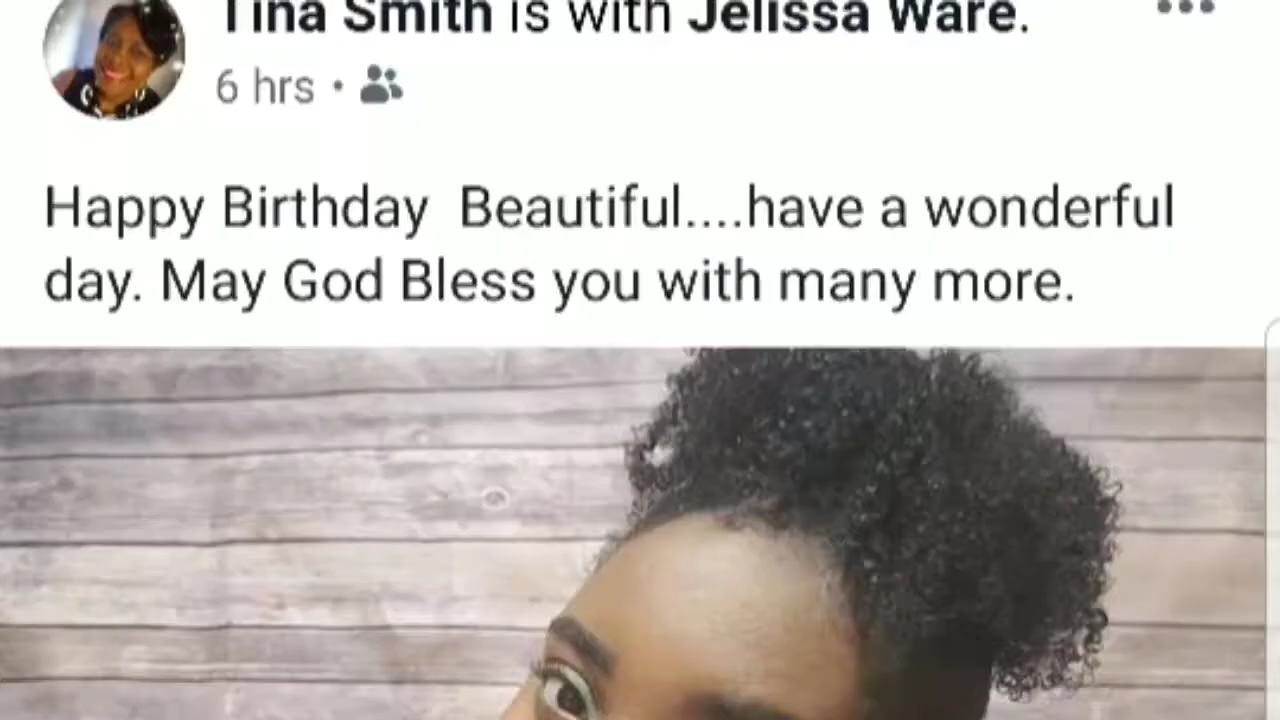 Tina Smith is with Jelissa Ware.
6 hrs •
Happy Birthday Beautiful....have a wonderful
day. May God Bless you with many more.